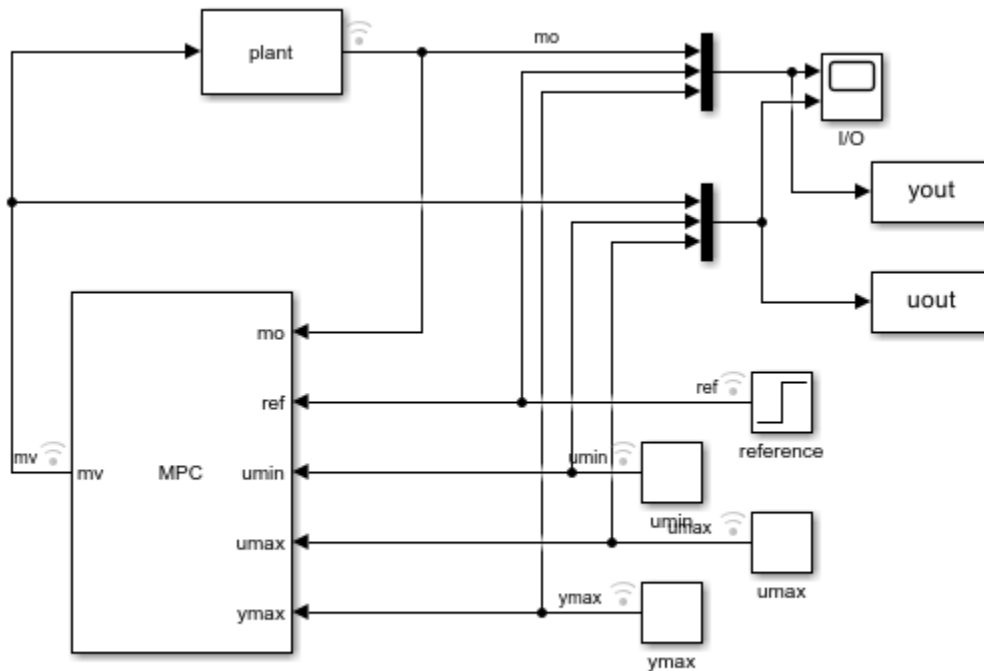 plant
mo
I/O
yout
uout
mo
ref
ref
reference
mv
mv
MPC
umin
umin
umin
umax
umax
umax
ymax
ymax
ymax